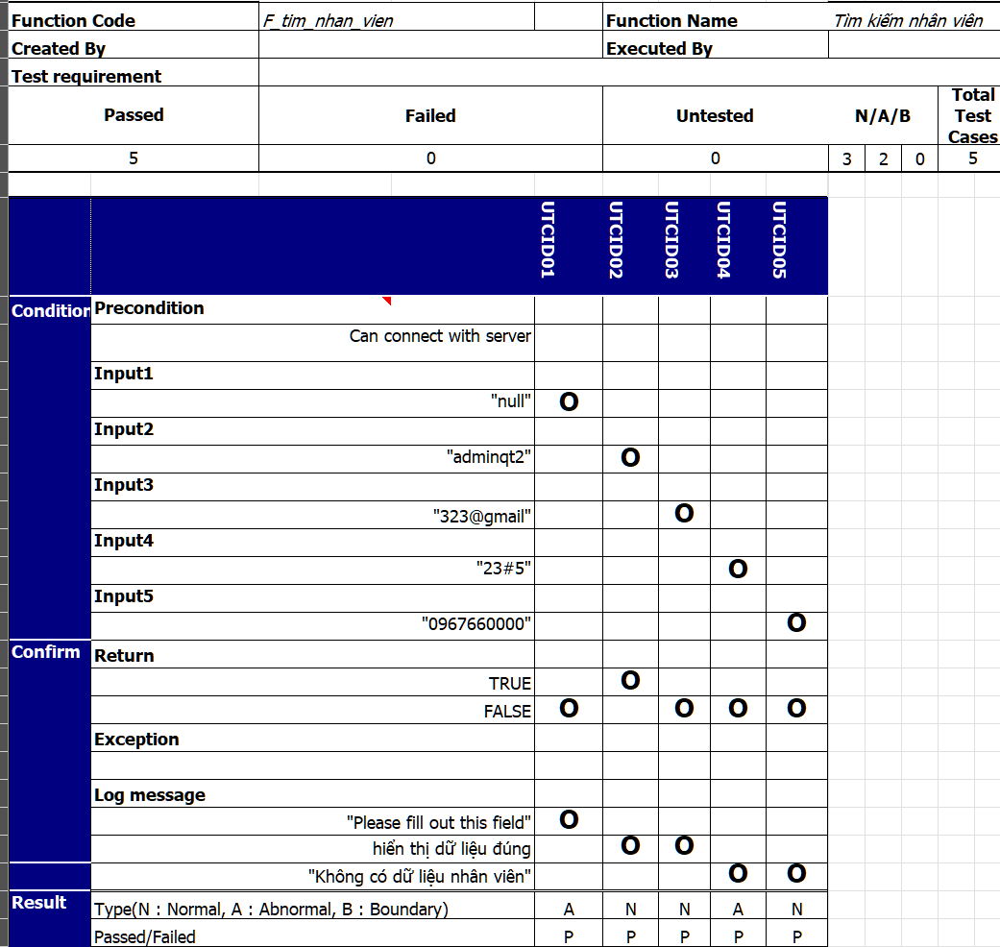 Function Code F_tim_nhan_vien Function Name Tìm kiếm nhân viên
Created By Executed By
Test requirement
Passed Failed Untested N/A/B Total Test Cases
5 0 0 3 2 0 5
UTCID01 UTCID02 UTCID03 UTCID04 UTCID05
Condition Precondition
Can connect with server
Input1
"null" O
Input2
"adminqt2" O
Input3
"323@gmail" O
Input4
"23#5" O
Input5
"0967660000" O
Confirm Return
TRUE O
FALSE O O O O
Exception
Log message
"Please fill out this field" O
hiển thị dữ liệu đúng O O
"Không có dữ liệu nhân viên" O O
Result Type(N : Normal, A : Abnormal, B : Boundary) A N N A N
Passed/Failed P P P P P